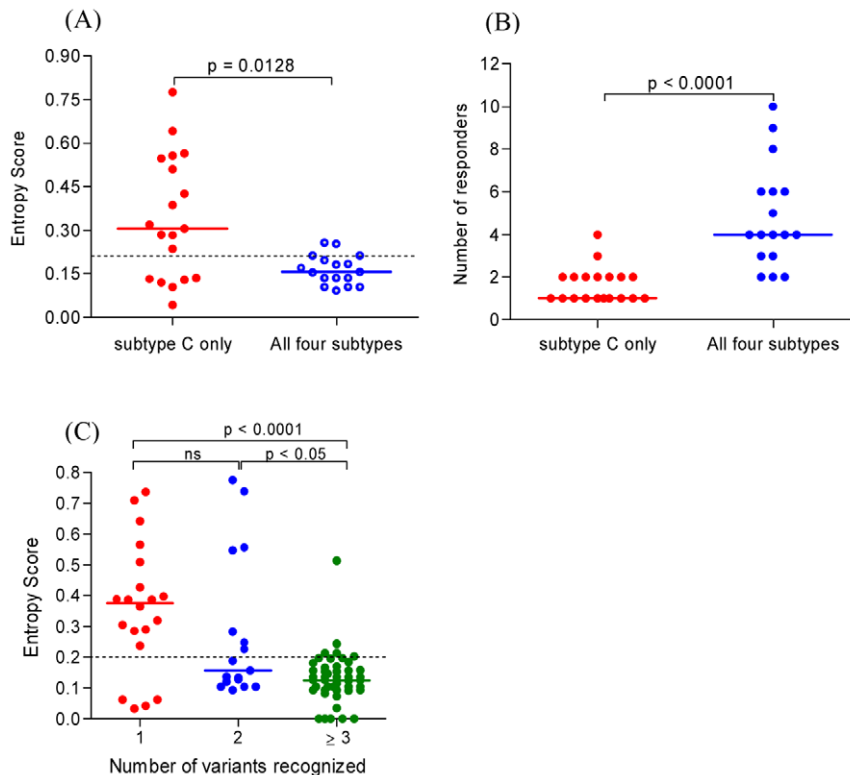 (A)
p = 0.0128
Entropy Score
0.90
0.75
0.60
0.45
0.30
0.15
0.00
subtype C only
All four subtypes
(B)
p < 0.0001
Number of responders
12
10
8
6
4
2
0
subtype C only
All four subtypes
(C)
p < 0.0001
ns
p < 0.05
Entropy Score
0.8
0.7
0.6
0.5
0.4
0.3
0.2
0.1
0.0
1
2
≥ 3
Number of variants recognized